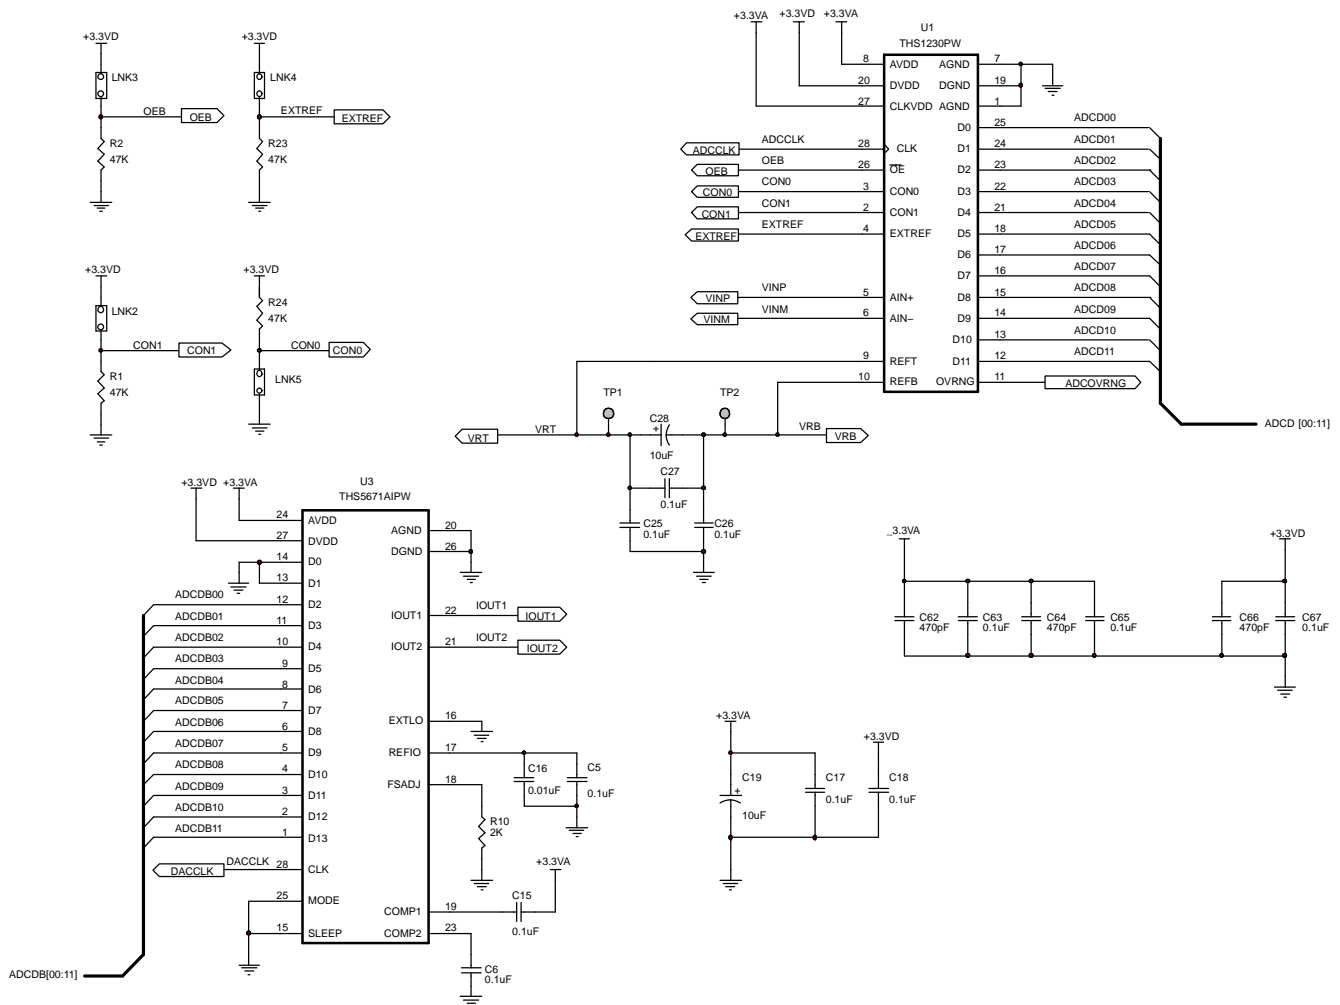 +3.3VD
LNK3
OEB
OEB
R2
47K
+3.3VD
LNK4
EXTREF
EXTREF
R23
47K
+3.3VD
LNK2
CON1
CON1
R1
47K
+3.3VD
R24
47K
CON0
CON0
LNK5
+3.3VA
+3.3VD
+3.3VA
U1
THS1230PW
8 AVDD
20 DVDD
27 CLKVDD
ADCCLK ADCCLK 28 CLK
OEB OEB 26 OE
CON0 CON0 3 CON0
CON1 CON1 2 CON1
EXTREF EXTREF 4 EXTREF
VINP VINP 5 AIN+
VINM VINM 6 AIN–
9 REFT
10 REFB
AGND 7
DGND 19
AGND 1
D0 25 ADCD00
D1 24 ADCD01
D2 23 ADCD02
D3 22 ADCD03
D4 21 ADCD04
D5 18 ADCD05
D6 17 ADCD06
D7 16 ADCD07
D8 15 ADCD08
D9 14 ADCD09
D10 13 ADCD10
D11 12 ADCD11
OVRNG 11 ADCOVRNG
ADCD [00:11]
TP1
TP2
VRT
VRT
C28
+
10uF
VRB
VRB
C27
0.1uF
C25
0.1uF
C26
0.1uF
+3.3VD
+3.3VA
U3
THS5671AIPW
24 AVDD
27 DVDD
14 D0
13 D1
ADCDB00 12 D2
ADCDB01 11 D3
ADCDB02 10 D4
ADCDB03 9 D5
ADCDB04 8 D6
ADCDB05 7 D7
ADCDB06 6 D8
ADCDB07 5 D9
ADCDB08 4 D10
ADCDB09 3 D11
ADCDB10 2 D12
ADCDB11 1 D13
DACCLK DACCLK 28 CLK
25 MODE
15 SLEEP
ADCDB[00:11]
AGND 20
DGND 26
IOUT1 22 IOUT1 IOUT1
IOUT2 21 IOUT2 IOUT2
EXTLO 16
REFIO 17
FSADJ 18
COMP1 19
COMP2 23
C16
0.01uF
C5
0.1uF
R10
2K
+3.3VA
C15
0.1uF
C6
0.1uF
_3.3VA
C62
470pF
C63
0.1uF
C64
470pF
C65
0.1uF
+3.3VD
C66
470pF
C67
0.1uF
+3.3VA
C19
+
10uF
C17
0.1uF
+3.3VD
C18
0.1uF